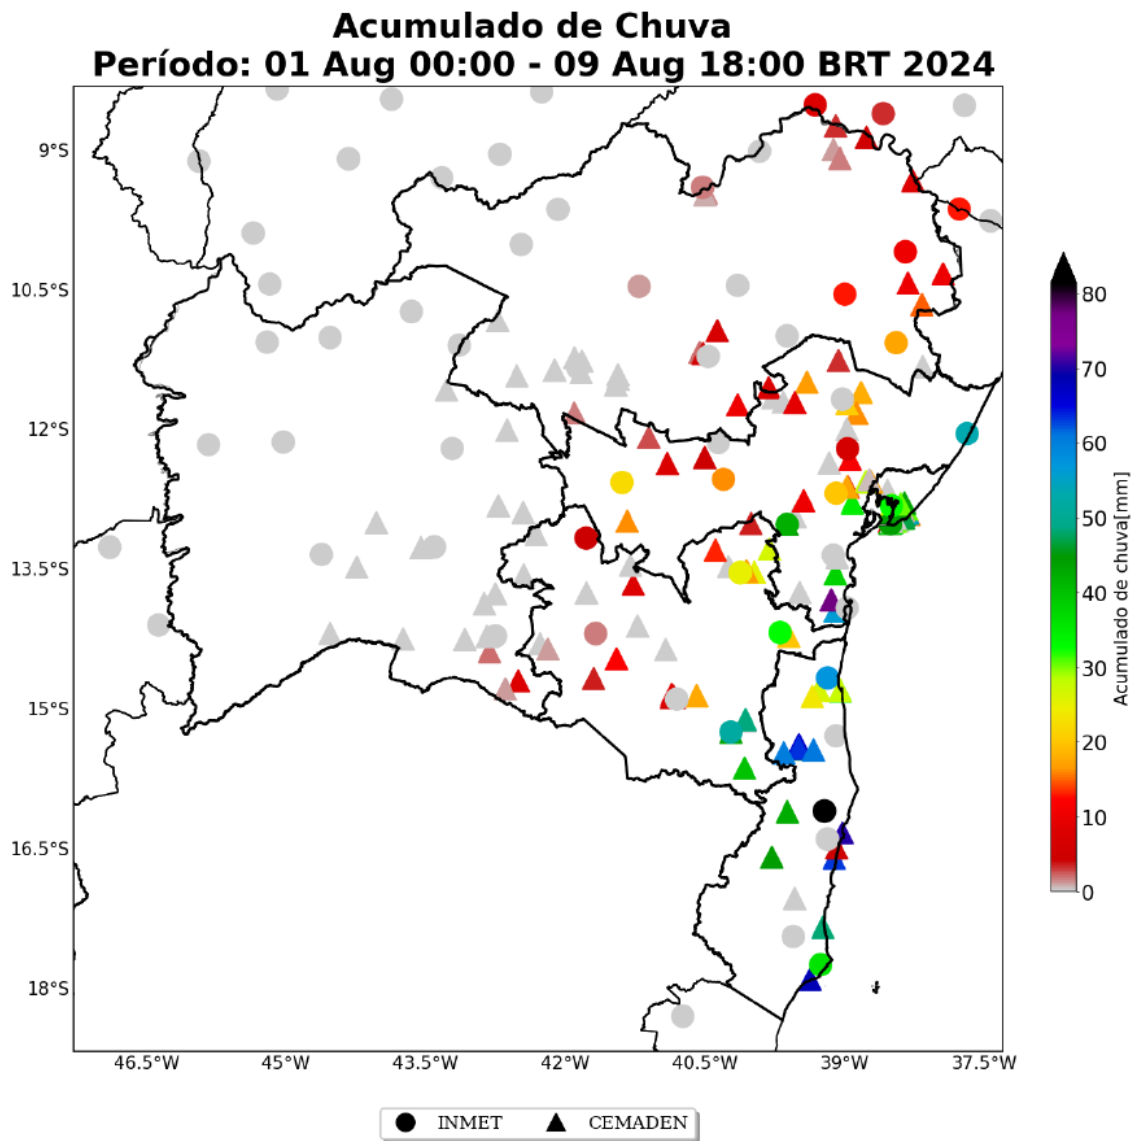 Acumulado de Chuva
Período: 01 Aug 00:00 - 09 Aug 18:00 BRT 2024
9°S
10.5°S
12°S
13.5°S
15°S
16.5°S
18°S
46.5°W
45°W
43.5°W
42°W
40.5°W
39°W
37.5°W
80
70
60
50
40
30
20
10
0
Acumulado de chuva[mm]
INMET
CEMADEN